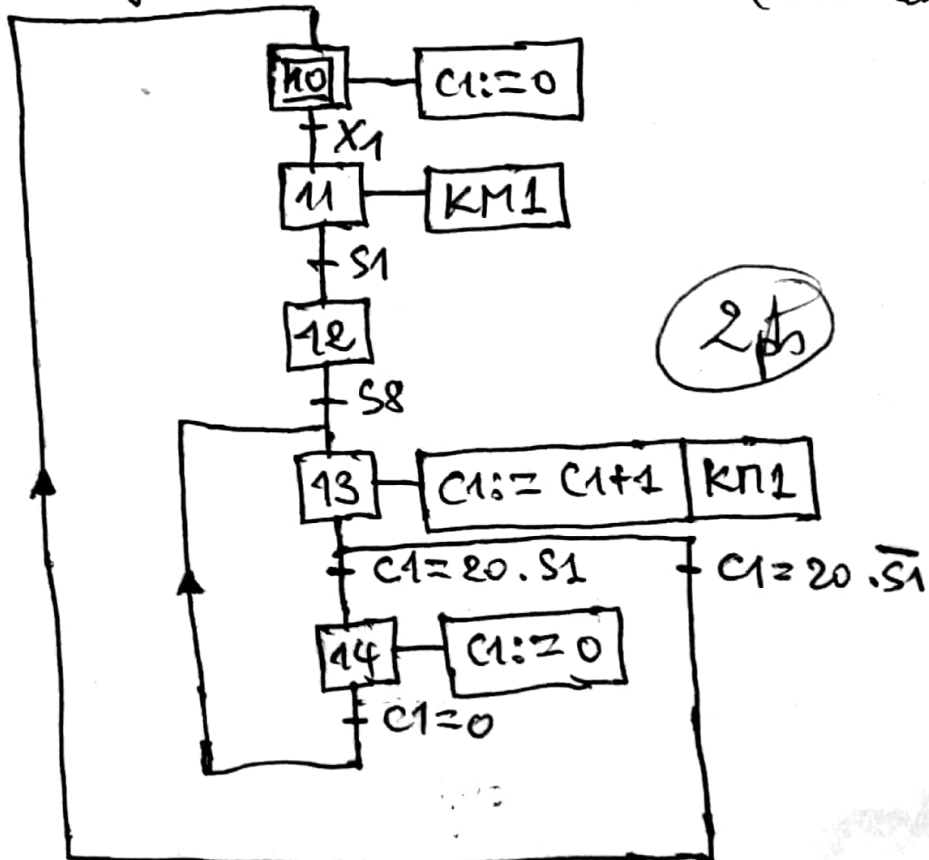 10 C1:=0
X1
11 KM1
S1
12
2pts
S8
13 C1:=C1+1 KM1
C1=20.S1 C1=20.S̅1̅
14 C1:=0
C1=0